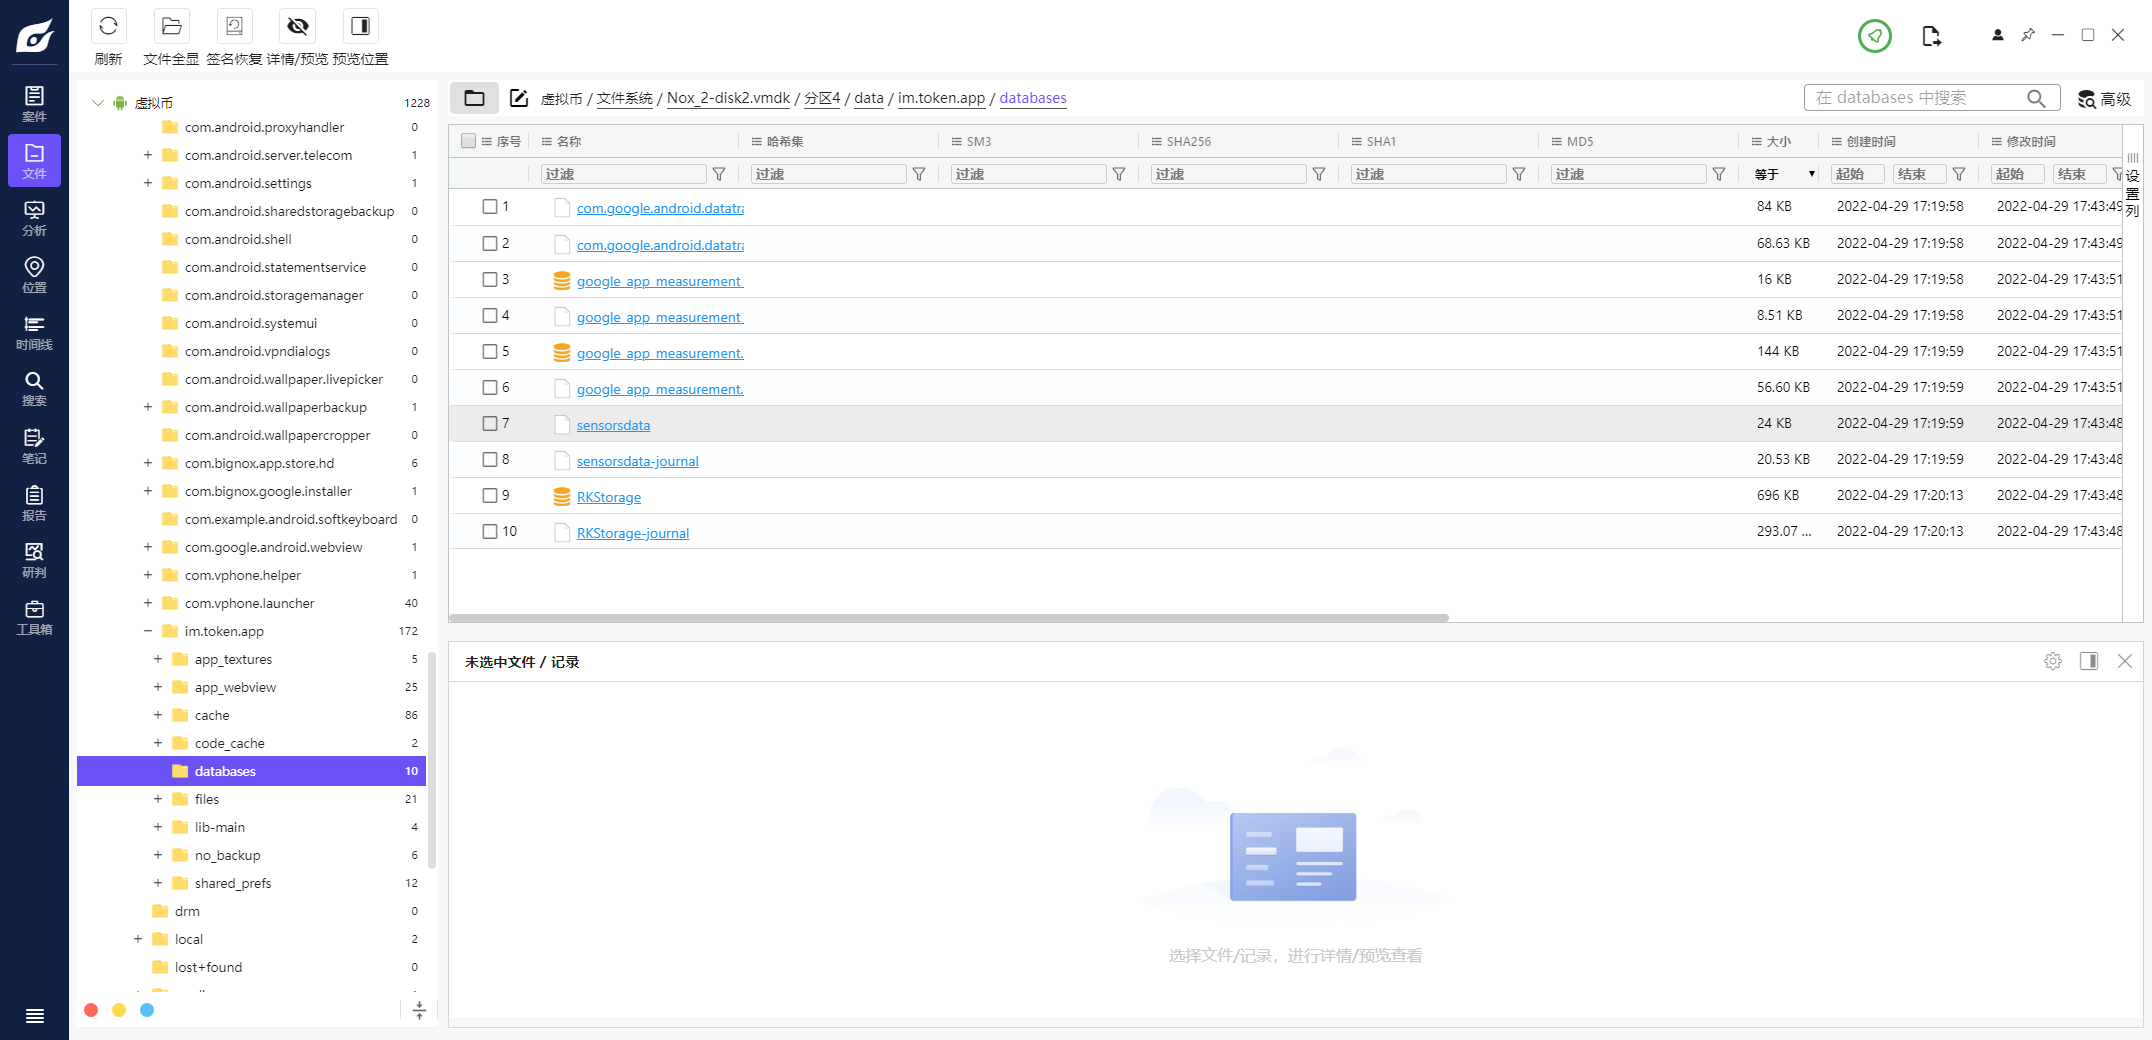 刷新 文件全显 签名恢复 详情/预览 预览位置
案件
文件
分析
位置
时间线
搜索
笔记
报告
研判
工具箱
虚拟币 1228
com.android.proxyhandler 0
com.android.server.telecom 1
com.android.settings 1
com.android.sharedstoragebackup 0
com.android.shell 0
com.android.statementservice 0
com.android.storagemanager 0
com.android.systemui 0
com.android.vpndialogs 0
com.android.wallpaper.livepicker 0
com.android.wallpaperbackup 1
com.android.wallpapercropper 0
com.bignox.app.store.hd 6
com.bignox.google.installer 1
com.example.android.softkeyboard 0
com.google.android.webview 1
com.vphone.helper 1
com.vphone.launcher 40
im.token.app 172
app_textures 5
app_webview 25
cache 86
code_cache 2
databases 10
files 21
lib-main 4
no_backup 6
shared_prefs 12
drm 0
local 2
lost+found 0
虚拟币 / 文件系统 / Nox_2-disk2.vmdk / 分区4 / data / im.token.app / databases
在 databases 中搜索 高级
序号 名称 哈希集 SM3 SHA256 SHA1 MD5 大小 创建时间 修改时间
过滤 过滤 过滤 过滤 过滤 过滤 等于 起始 结束 起始 结束
设置列
1 com.google.android.datatra 84 KB 2022-04-29 17:19:58 2022-04-29 17:43:49
2 com.google.android.datatra 68.63 KB 2022-04-29 17:19:58 2022-04-29 17:43:49
3 google_app_measurement_ 16 KB 2022-04-29 17:19:58 2022-04-29 17:43:51
4 google_app_measurement_ 8.51 KB 2022-04-29 17:19:58 2022-04-29 17:43:51
5 google_app_measurement. 144 KB 2022-04-29 17:19:59 2022-04-29 17:43:51
6 google_app_measurement. 56.60 KB 2022-04-29 17:19:59 2022-04-29 17:43:51
7 sensorsdata 24 KB 2022-04-29 17:19:59 2022-04-29 17:43:48
8 sensorsdata-journal 20.53 KB 2022-04-29 17:19:59 2022-04-29 17:43:48
9 RKStorage 696 KB 2022-04-29 17:20:13 2022-04-29 17:43:48
10 RKStorage-journal 293.07 ... 2022-04-29 17:20:13 2022-04-29 17:43:48
未选中文件 / 记录
选择文件/记录，进行详情/预览查看